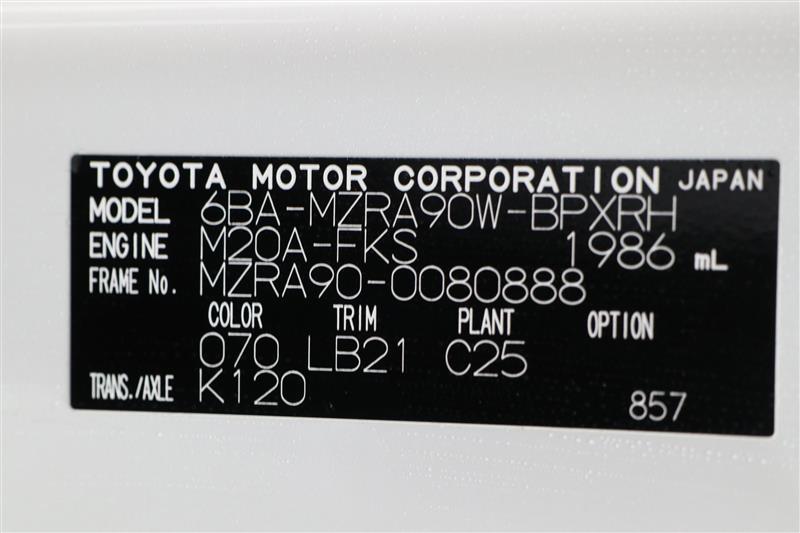 TOYOTA MOTOR CORPORATION JAPAN
MODEL 6BA-MZRA90W-BPXRH
ENGINE M20A-FKS 1986 mL
FRAME No. MZRA90-0080888
COLOR TRIM PLANT OPTION
070 LB21 C25
TRANS./AXLE K120
857